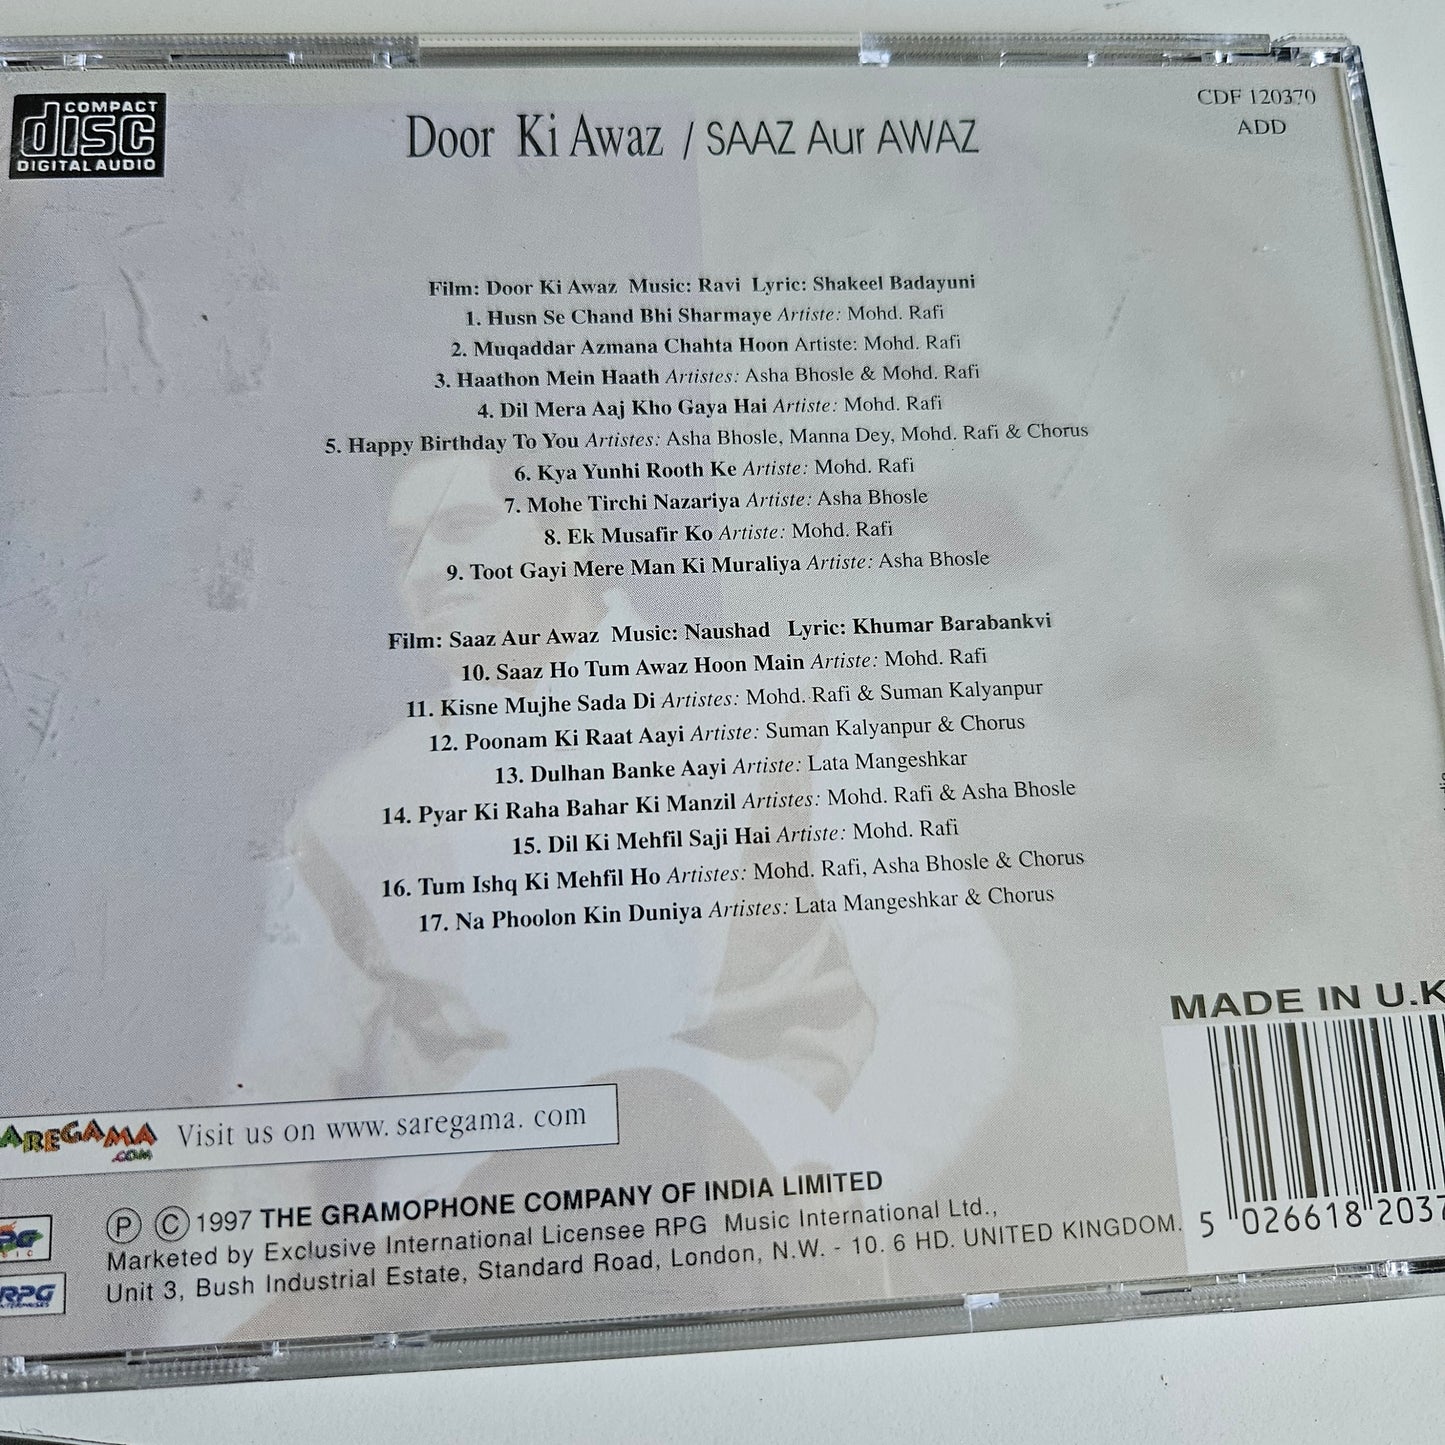 COMPACT
disc
DIGITAL AUDIO
Door Ki Awaz / SAAZ Aur AWAZ
CDF 120370
ADD
Film: Door Ki Awaz Music: Ravi Lyric: Shakeel Badayuni
1. Husn Se Chand Bhi Sharmaye Artiste: Mohd. Rafi
2. Muqaddar Azmana Chahta Hoon Artiste: Mohd. Rafi
3. Haathon Mein Haath Artistes: Asha Bhosle & Mohd. Rafi
4. Dil Mera Aaj Kho Gaya Hai Artiste: Mohd. Rafi
5. Happy Birthday To You Artistes: Asha Bhosle, Manna Dey, Mohd. Rafi & Chorus
6. Kya Yunhi Rooth Ke Artiste: Mohd. Rafi
7. Mohe Tirchi Nazariya Artiste: Asha Bhosle
8. Ek Musafir Ko Artiste: Mohd. Rafi
9. Toot Gayi Mere Man Ki Muraliya Artiste: Asha Bhosle
Film: Saaz Aur Awaz Music: Naushad Lyric: Khumar Barabankvi
10. Saaz Ho Tum Awaz Hoon Main Artiste: Mohd. Rafi
11. Kisne Mujhe Sada Di Artistes: Mohd. Rafi & Suman Kalyanpur
12. Poonam Ki Raat Aayi Artiste: Suman Kalyanpur & Chorus
13. Dulhan Banke Aayi Artiste: Lata Mangeshkar
14. Pyar Ki Raha Bahar Ki Manzil Artistes: Mohd. Rafi & Asha Bhosle
15. Dil Ki Mehfil Saji Hai Artiste: Mohd. Rafi
16. Tum Ishq Ki Mehfil Ho Artistes: Mohd. Rafi, Asha Bhosle & Chorus
17. Na Phoolon Kin Duniya Artistes: Lata Mangeshkar & Chorus
MADE IN U.K
AREGAMA
.COM
Visit us on www.saregama.com
Ⓟ Ⓒ 1997 THE GRAMOPHONE COMPANY OF INDIA LIMITED
Marketed by Exclusive International Licensee RPG Music International Ltd.,
Unit 3, Bush Industrial Estate, Standard Road, London, N.W. - 10. 6 HD. UNITED KINGDOM.
RPG
5 026618 2037